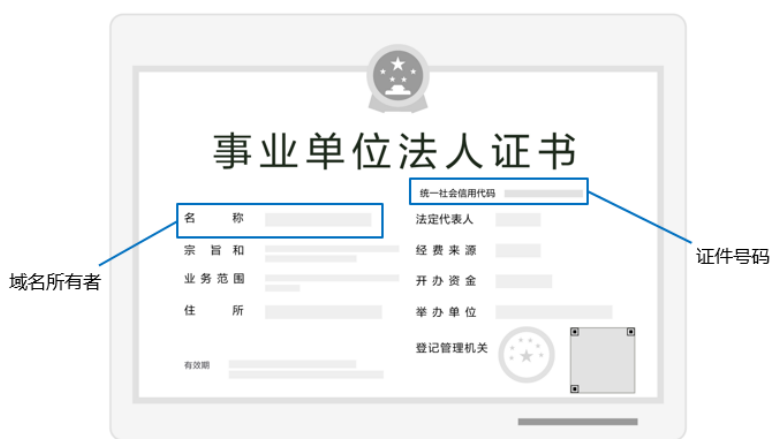 事业单位法人证书
统一社会信用代码
名 称
法定代表人
宗 旨 和
经 费 来 源
证件号码
域名所有者
业 务 范 围
开 办 资 金
住 所
举 办 单 位
登记管理机关
有效期